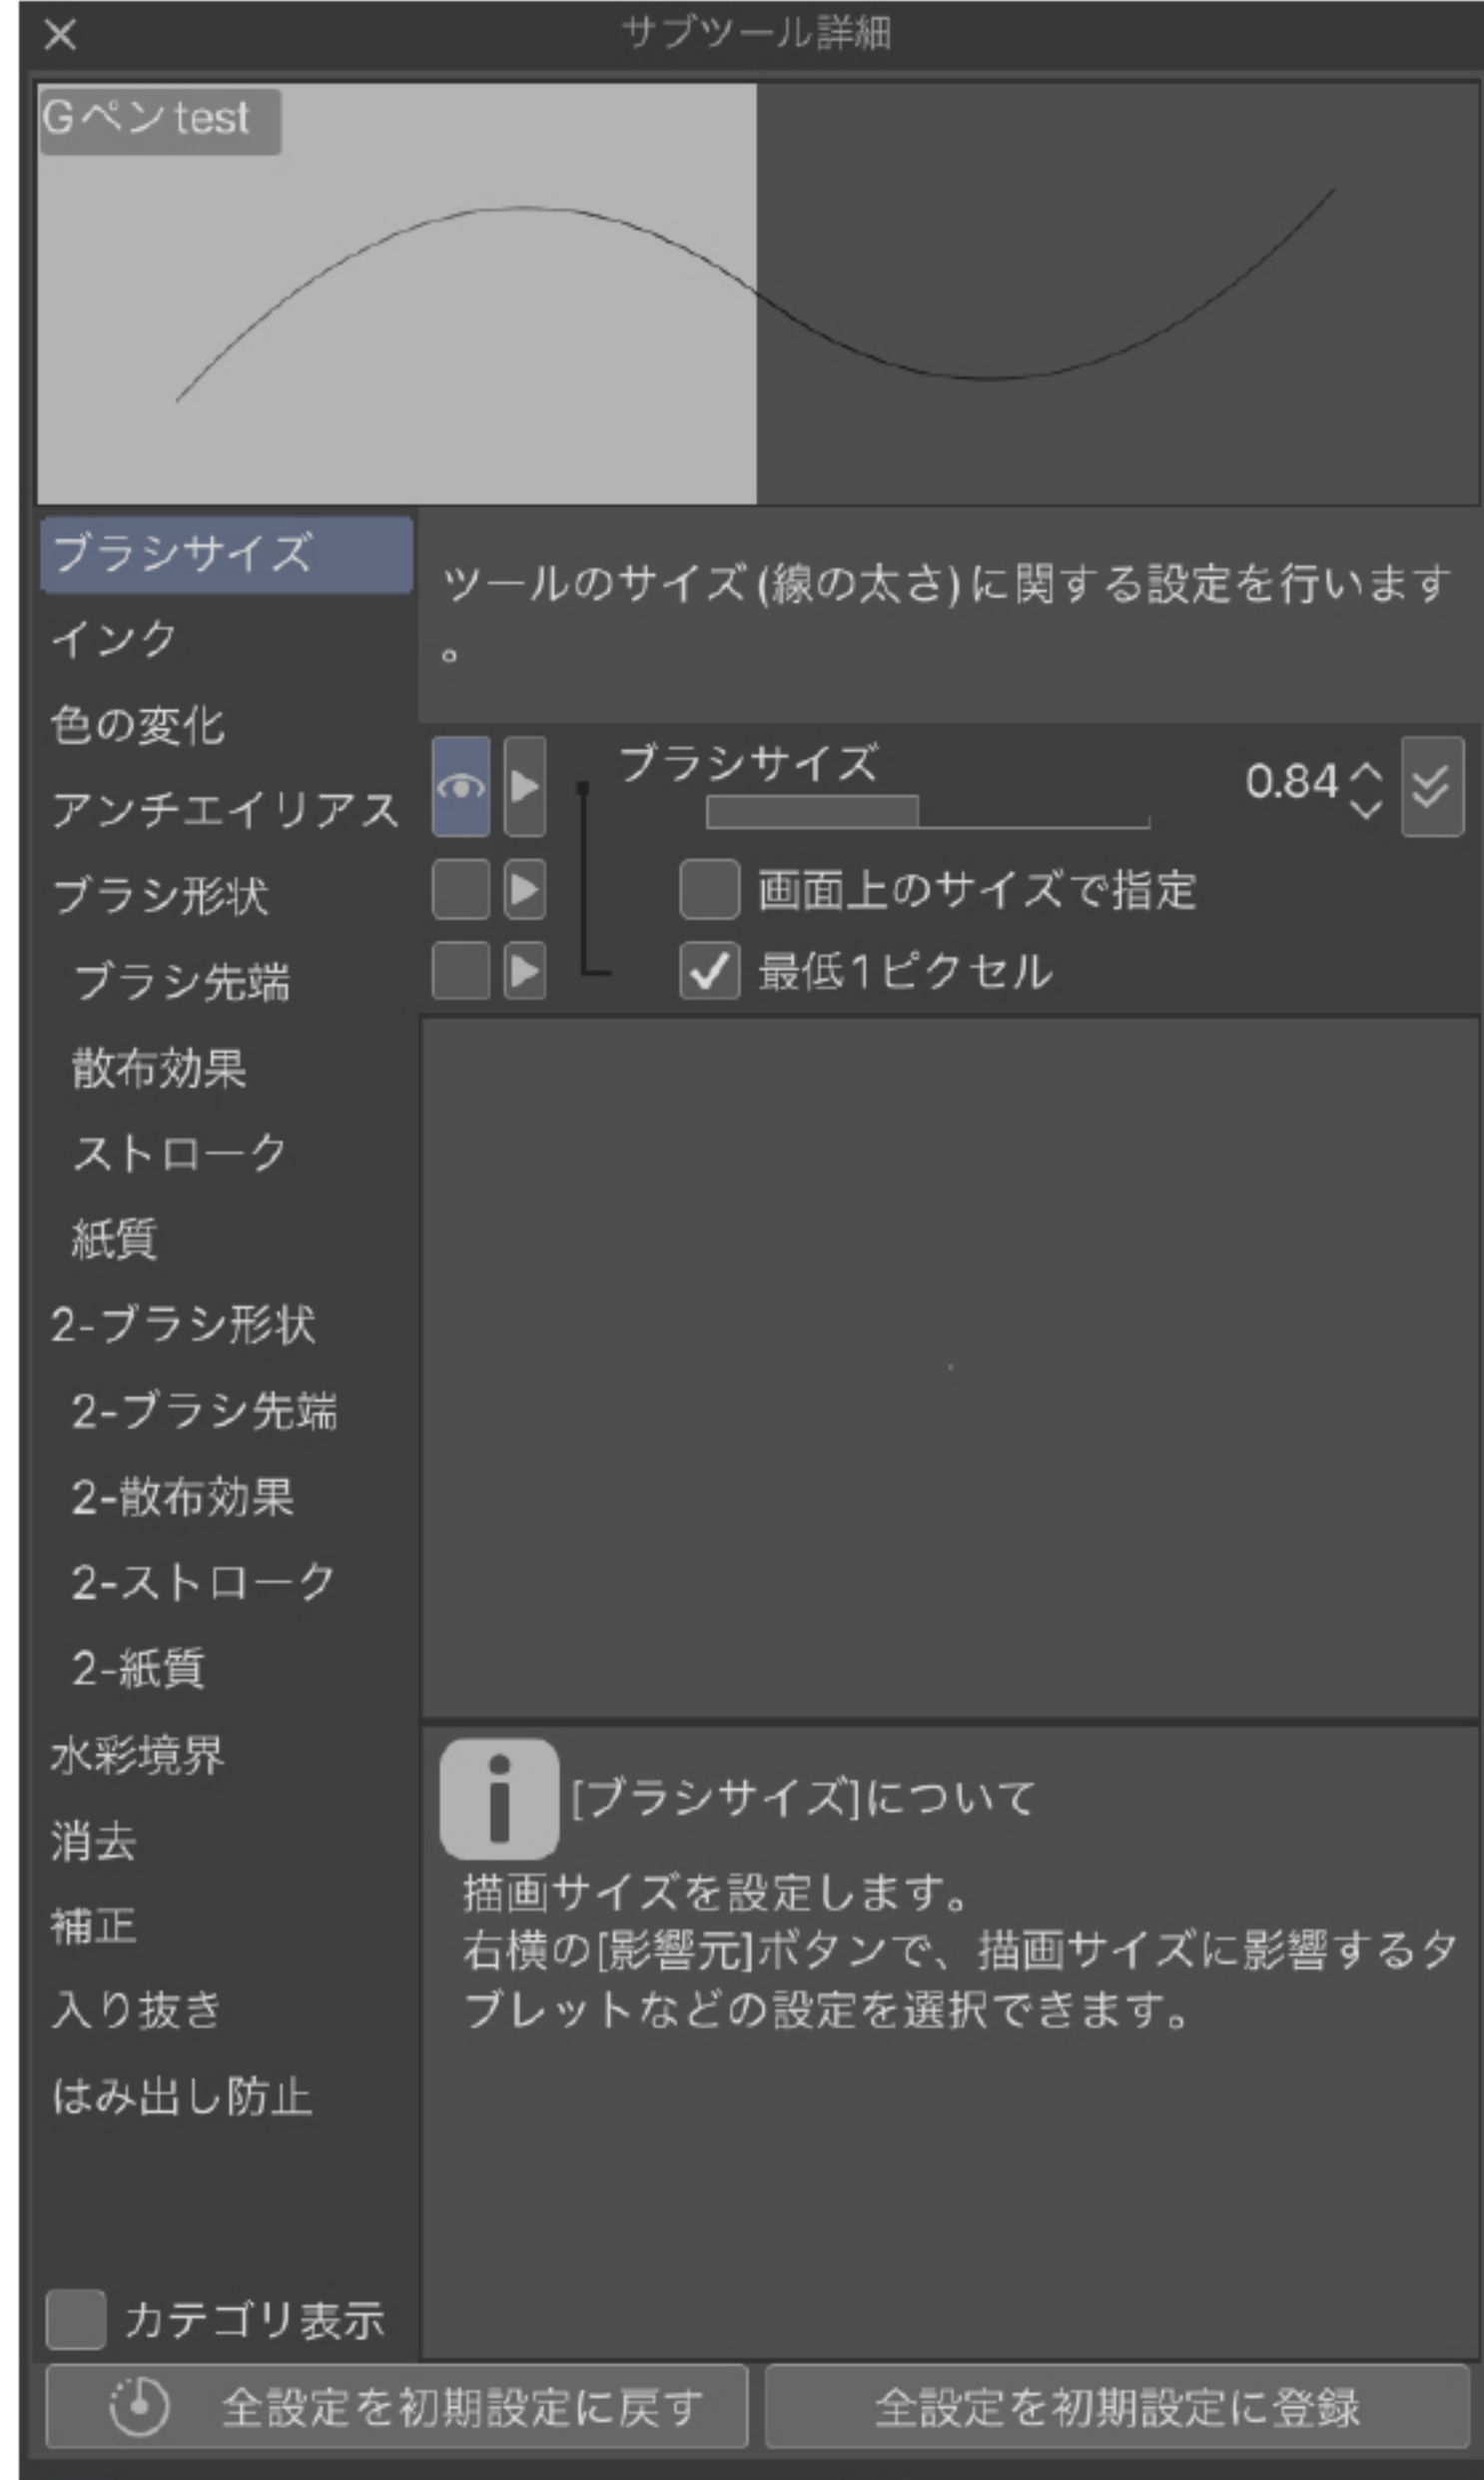 サブツール詳細
Gペン test
ブラシサイズ
インク
色の変化
アンチエイリアス
ブラシ形状
ブラシ先端
散布効果
ストローク
紙質
2-ブラシ形状
2-ブラシ先端
2-散布効果
2-ストローク
2-紙質
水彩境界
消去
補正
入り抜き
はみ出し防止
カテゴリ表示
ツールのサイズ(線の太さ)に関する設定を行います
。
ブラシサイズ 0.84
画面上のサイズで指定
最低1ピクセル
[ブラシサイズ]について
描画サイズを設定します。
右横の[影響元]ボタンで、描画サイズに影響するタ
ブレットなどの設定を選択できます。
全設定を初期設定に戻す
全設定を初期設定に登録